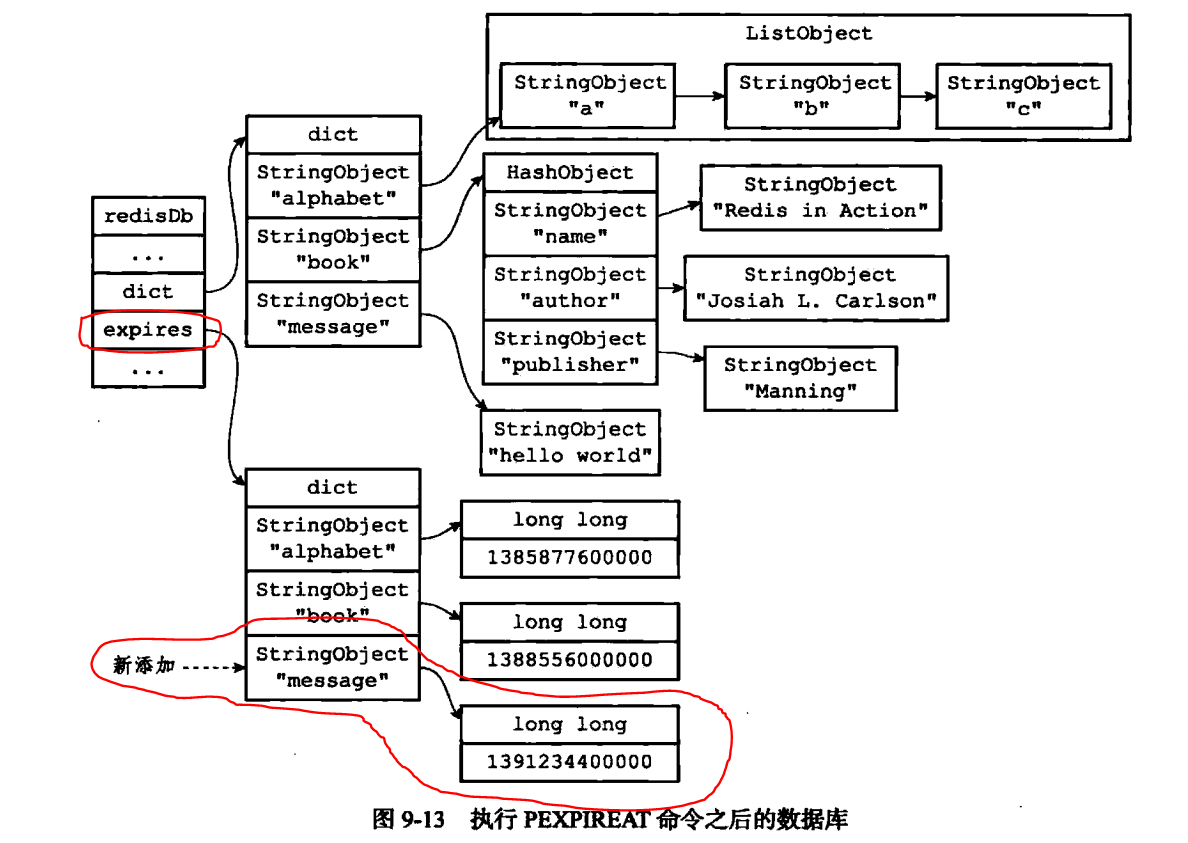 ListObject
StringObject
"a"
StringObject
"b"
StringObject
"c"
dict
StringObject
"alphabet"
StringObject
"book"
StringObject
"message"
redisDb
...
dict
expires
...
HashObject
StringObject
"name"
StringObject
"author"
StringObject
"publisher"
StringObject
"Redis in Action"
StringObject
"Josiah L. Carlson"
StringObject
"Manning"
StringObject
"hello world"
dict
StringObject
"alphabet"
StringObject
"book"
StringObject
"message"
新添加
long long
1385877600000
long long
1388556000000
long long
1391234400000
图 9-13 执行 PEXPIREAT 命令之后的数据库